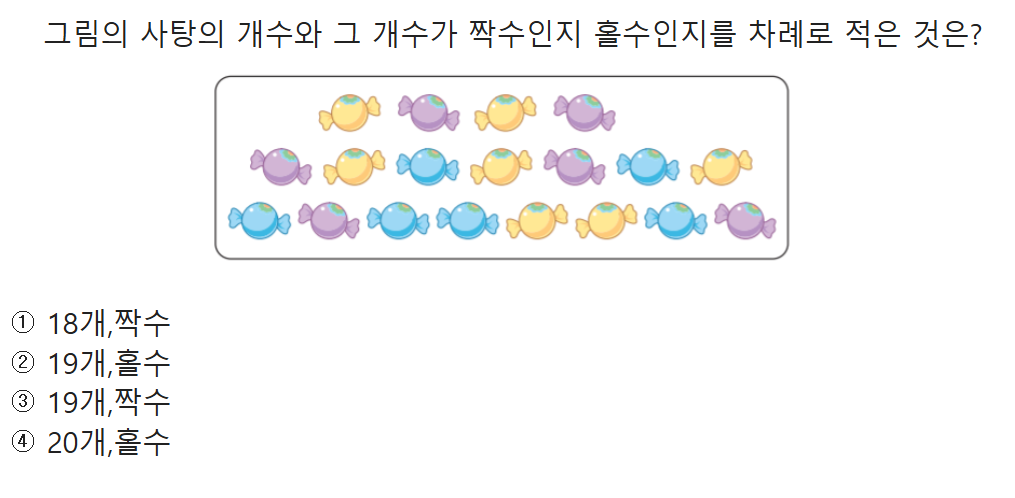 그림의 사탕의 개수와 그 개수가 짝수인지 홀수인지를 차례로 적은 것은?
① 18개,짝수
② 19개,홀수
③ 19개,짝수
④ 20개,홀수